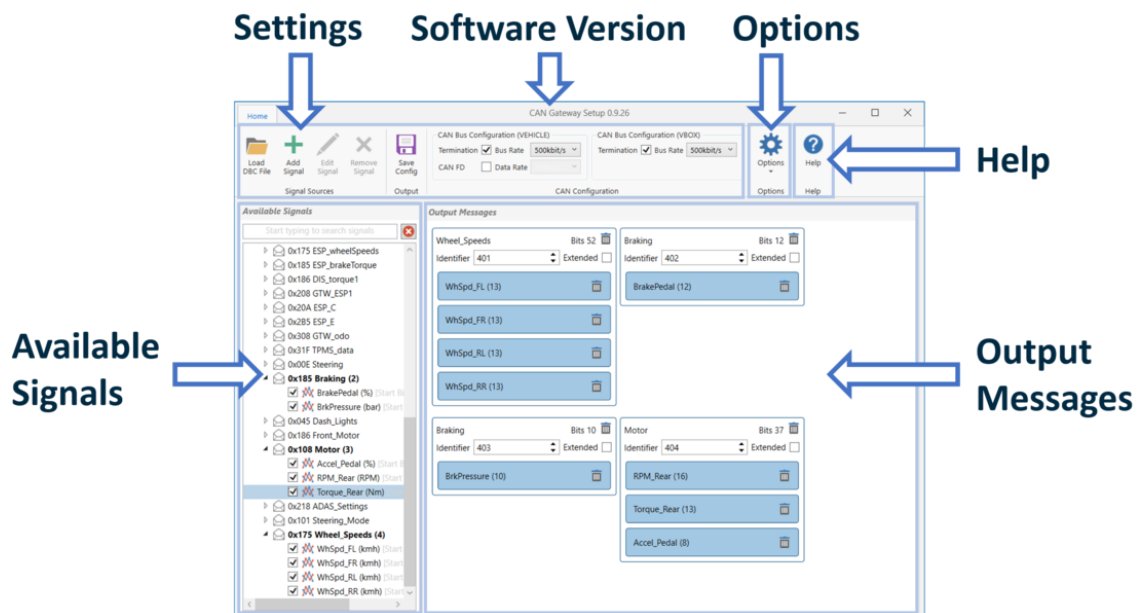 Settings
Software Version
Options
Home
CAN Gateway Setup 0.9.26
Load DBC File
Add Signal
Edit Signal
Remove Signal
Signal Sources
Save Config
Output
CAN Bus Configuration (VEHICLE)
Termination Bus Rate 500kbit/s
CAN FD Data Rate
CAN Bus Configuration (VBOX)
Termination Bus Rate 500kbit/s
CAN Configuration
Options
Options
Help
Help
Help
Available Signals
Start typing to search signals
0x175 ESP_wheelSpeeds
0x185 ESP_brakeTorque
0x186 DIS_torque1
0x208 GTW_ESP1
0x20A ESP_C
0x2B5 ESP_E
0x308 GTW_odo
0x31F TPMS_data
0x00E Steering
0x185 Braking (2)
BrakePedal (%) (Start B
BrkPressure (bar) (Start
0x045 Dash_Lights
0x186 Front_Motor
0x108 Motor (3)
Accel_Pedal (%) (Start B
RPM_Rear (RPM) (Start
Torque_Rear (Nm)
0x218 ADAS_Settings
0x101 Steering_Mode
0x175 Wheel_Speeds (4)
WhSpd_FL (kmh) (Start
WhSpd_FR (kmh) (Start
WhSpd_RL (kmh) (Start
WhSpd_RR (kmh) (Start
Available
Signals
Output Messages
Wheel_Speeds Bits 52
Identifier 401 Extended
WhSpd_FL (13)
WhSpd_FR (13)
WhSpd_RL (13)
WhSpd_RR (13)
Braking Bits 12
Identifier 402 Extended
BrakePedal (12)
Braking Bits 10
Identifier 403 Extended
BrkPressure (10)
Motor Bits 37
Identifier 404 Extended
RPM_Rear (16)
Torque_Rear (13)
Accel_Pedal (8)
Output
Messages